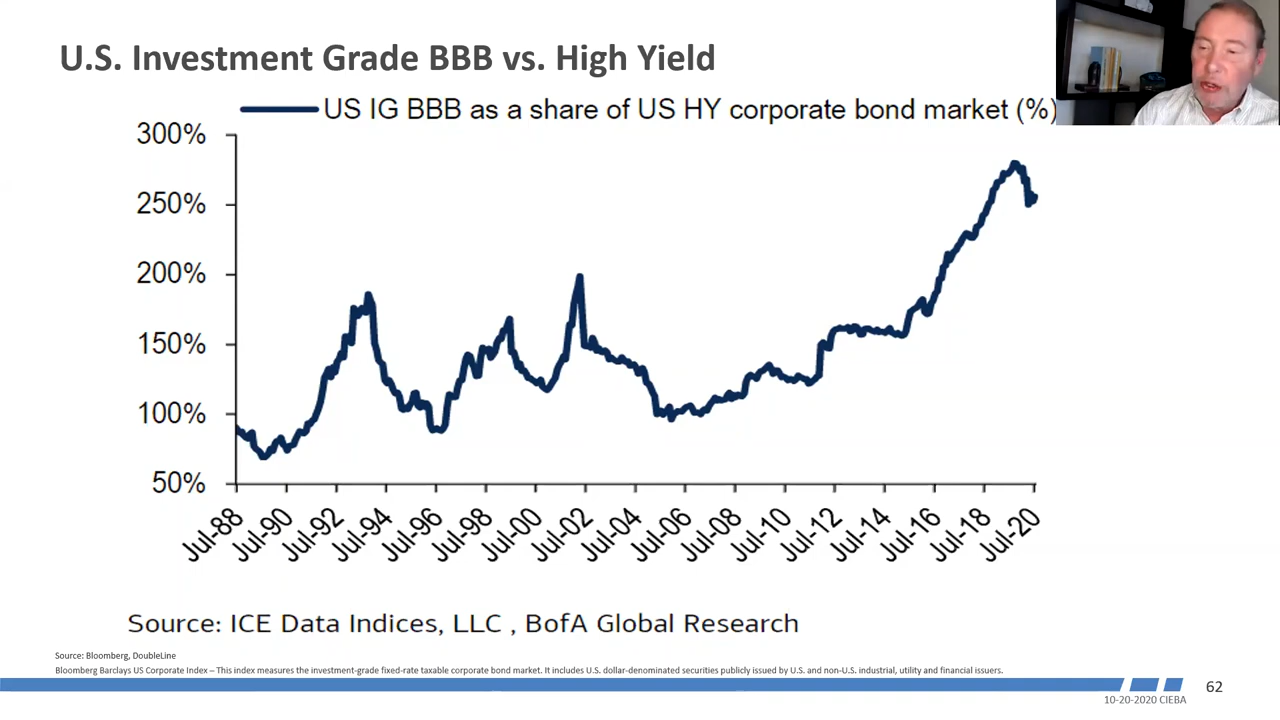 U.S. Investment Grade BBB vs. High Yield
US IG BBB as a share of US HY corporate bond market (%)
300%
250%
200%
150%
100%
50%
Jul-88
Jul-90
Jul-92
Jul-94
Jul-96
Jul-98
Jul-00
Jul-02
Jul-04
Jul-06
Jul-08
Jul-10
Jul-12
Jul-14
Jul-16
Jul-18
Jul-20
Source: ICE Data Indices, LLC , BofA Global Research
Source: Bloomberg, DoubleLine
Bloomberg Barclays US Corporate Index – This index measures the investment-grade fixed-rate taxable corporate bond market. It includes U.S. dollar-denominated securities publicly issued by U.S. and non-U.S. industrial, utility and financial issuers.
62
10-20-2020 CIEBA